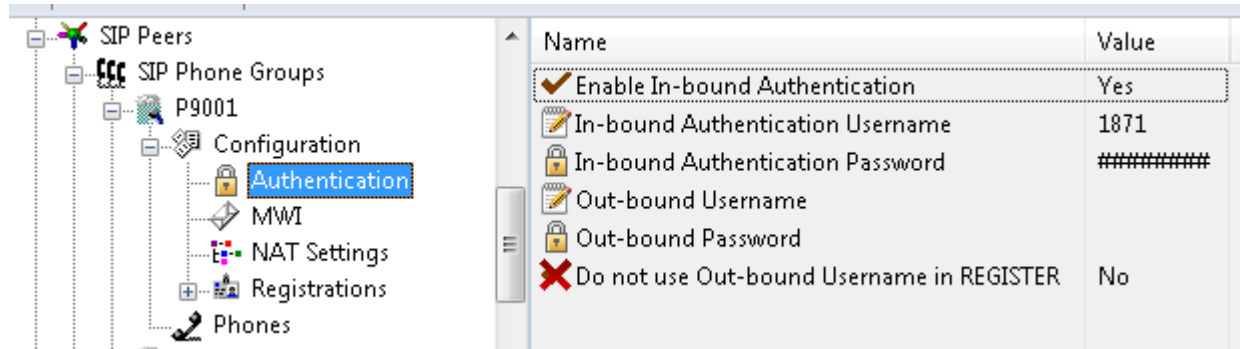 SIP Peers
SIP Phone Groups
P9001
Configuration
Authentication
MWI
NAT Settings
Registrations
Phones
Name Value
Enable In-bound Authentication Yes
In-bound Authentication Username 1871
In-bound Authentication Password #########
Out-bound Username
Out-bound Password
Do not use Out-bound Username in REGISTER No